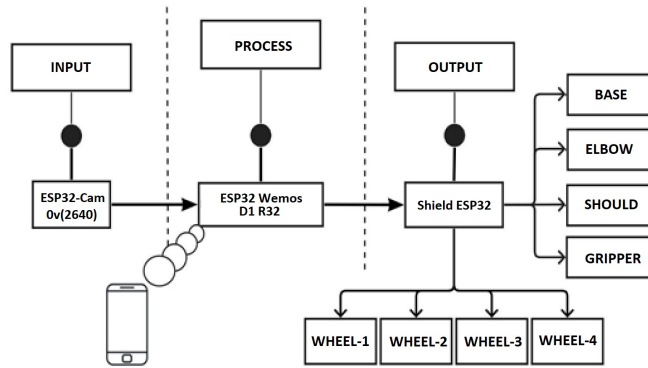 INPUT
PROCESS
OUTPUT
BASE
ELBOW
ESP32-Cam
0v(2640)
ESP32 Wemos
D1 R32
Shield ESP32
SHOULD
GRIPPER
WHEEL-1
WHEEL-2
WHEEL-3
WHEEL-4